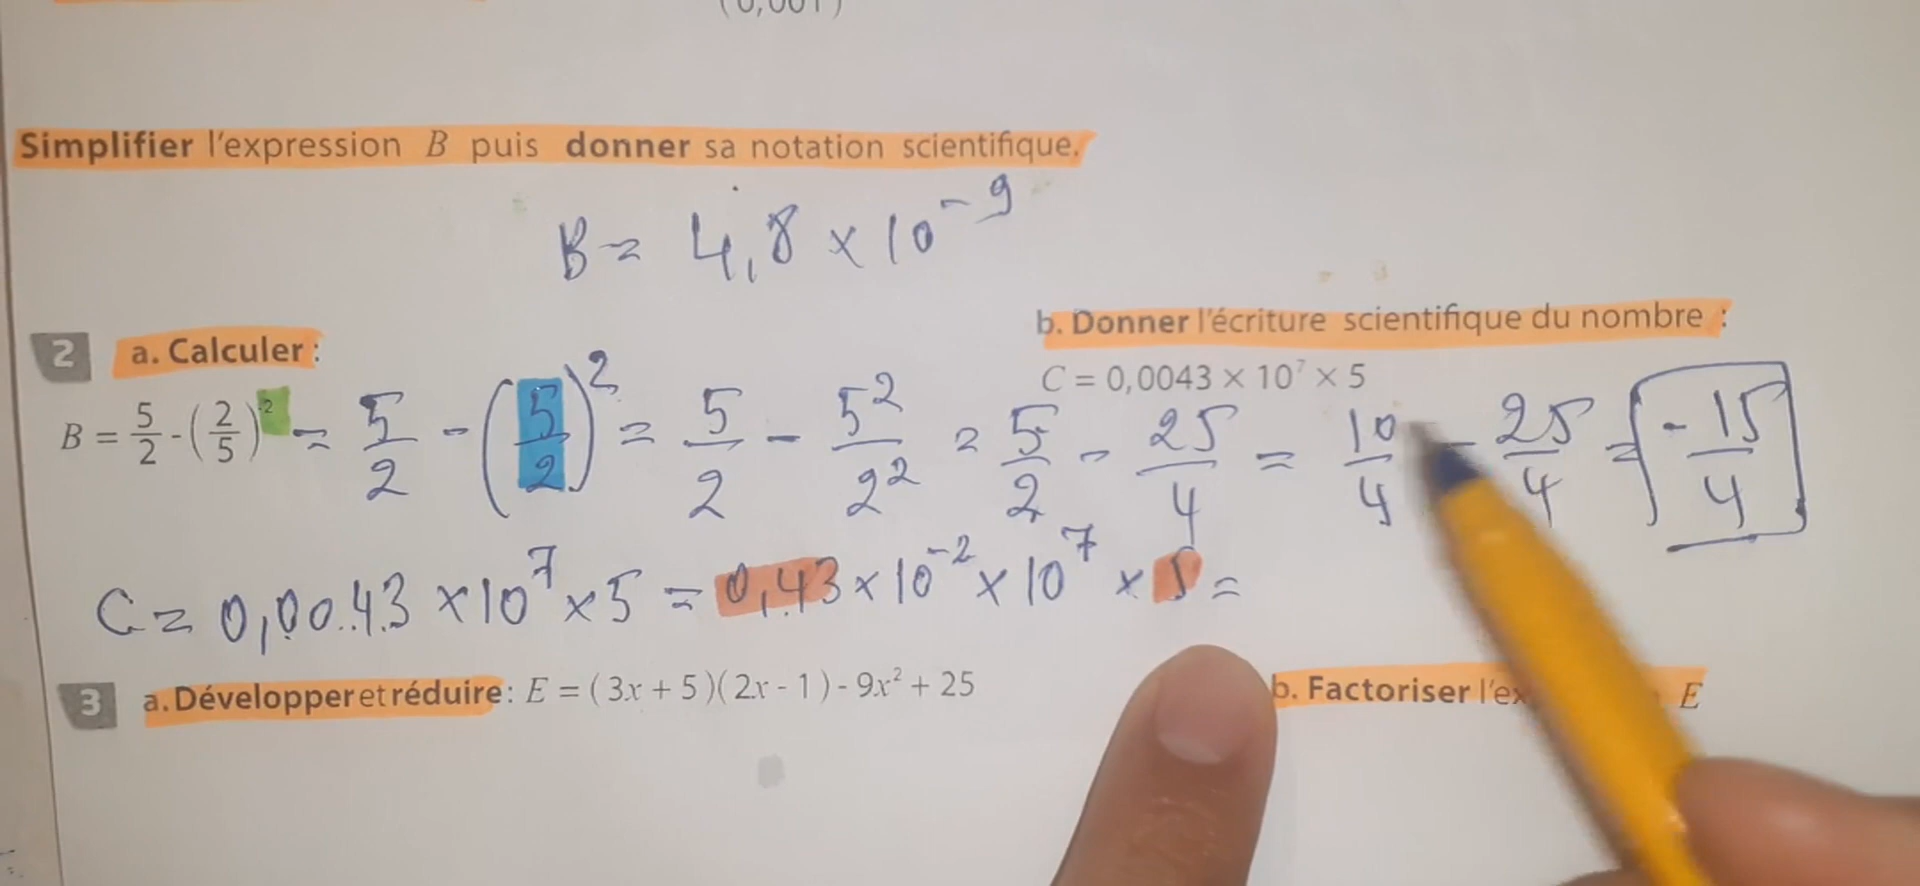 (0,001)
Simplifier l'expression B puis donner sa notation scientifique.
B = 4,8 × 10⁻⁹
2 a. Calculer :
b. Donner l'écriture scientifique du nombre :
C = 0,0043 × 10⁷ × 5
B = 5/2 - (2/5)⁻² = 5/2 - (5/2)² = 5/2 - 5²/2² = 5/2 - 25/4 = 10/4 - 25/4 = -15/4
C = 0,0043 × 10⁷ × 5 = 0,43 × 10⁻² × 10⁷ × 5 =
3 a. Développer et réduire : E = (3x + 5)(2x - 1) - 9x² + 25
b. Factoriser E